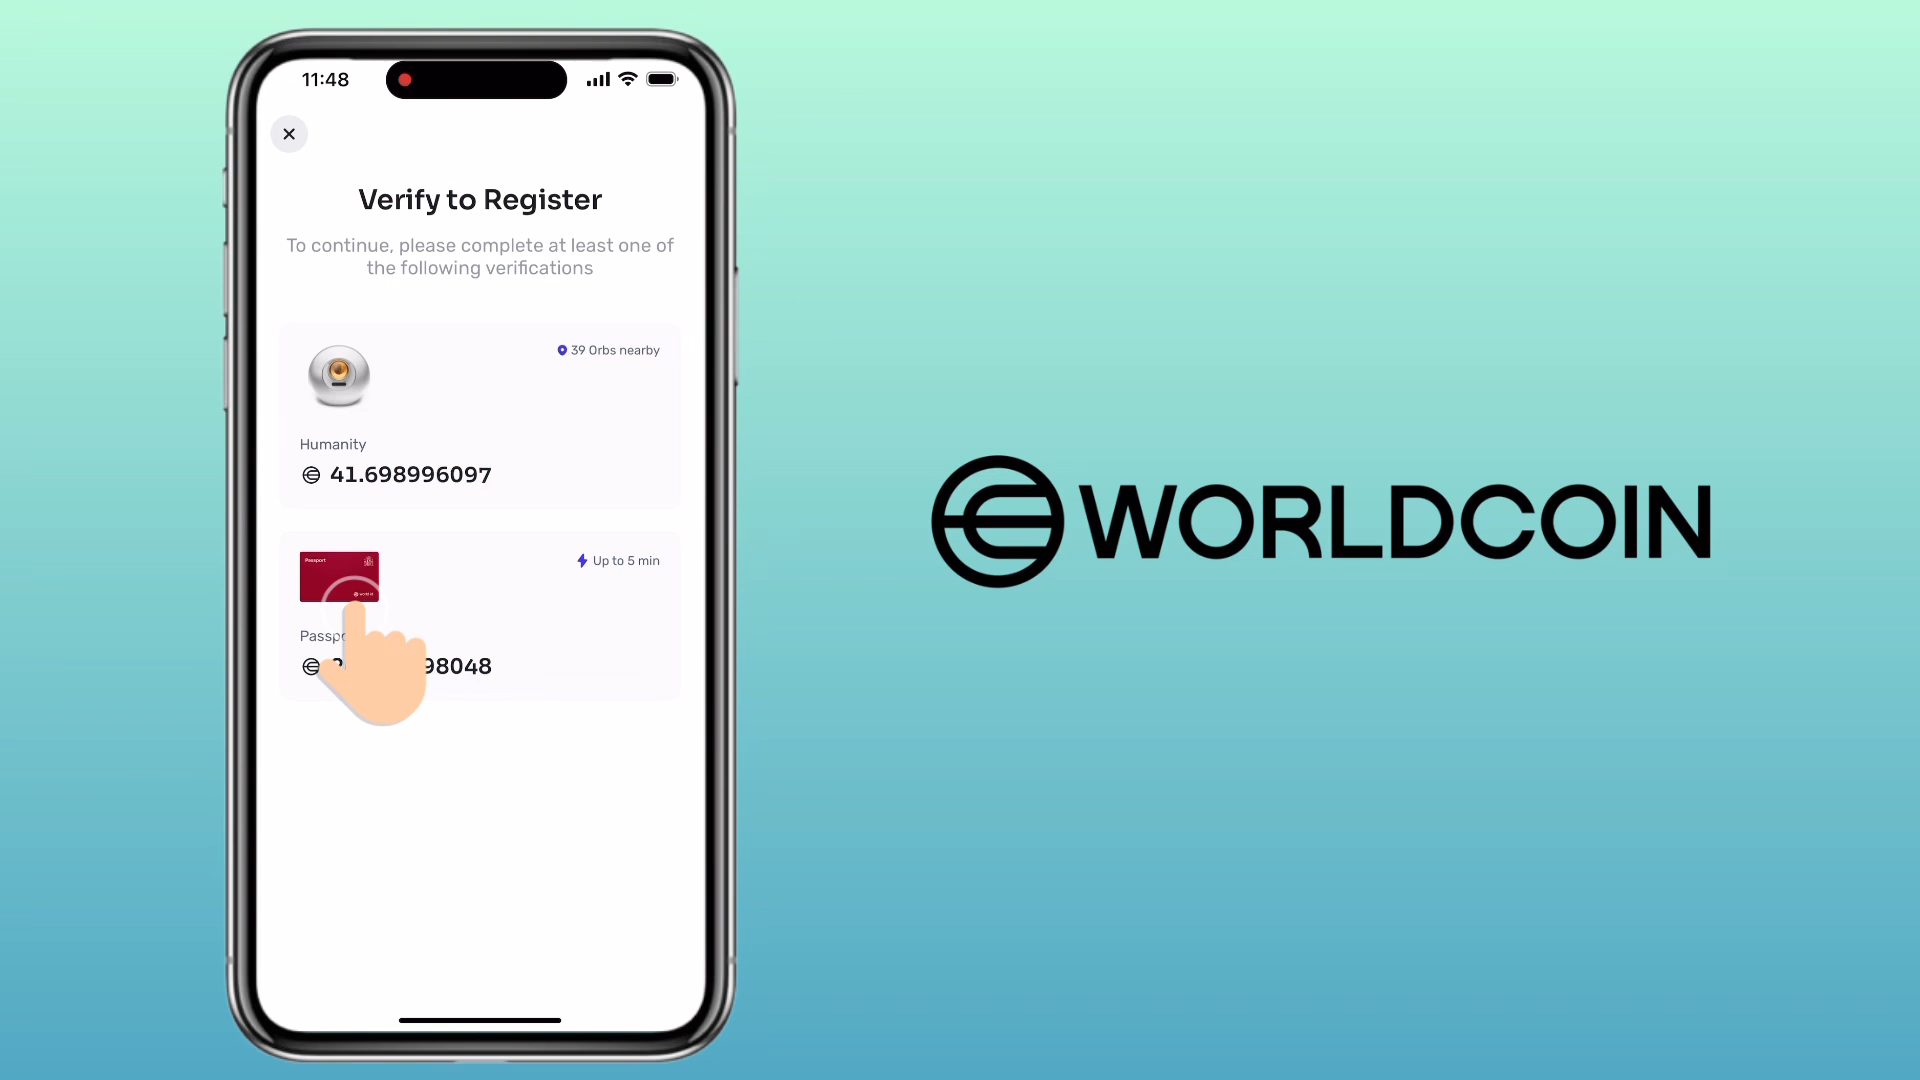 11:48
Verify to Register
To continue, please complete at least one of
the following verifications
39 Orbs nearby
Humanity
41.698996097
Passport
Up to 5 min
98048
WORLDCOIN